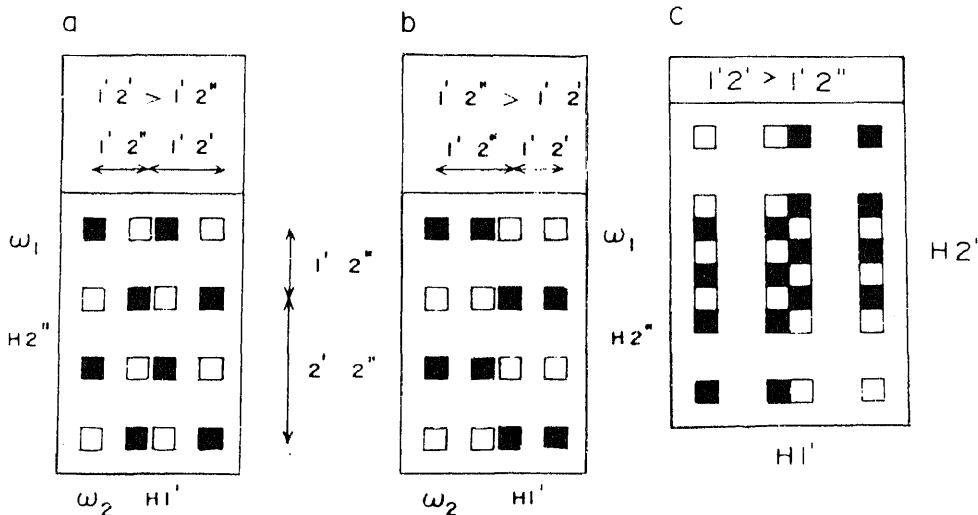 a
1' 2' > 1' 2"
1' 2" 1' 2'
ω1
H2"
1' 2"
2' 2"
ω2 H1'
b
1' 2" > 1' 2'
1' 2" 1' 2'
ω1
H2"
ω2 H1'
c
1'2' > 1'2"
H2'
H1'